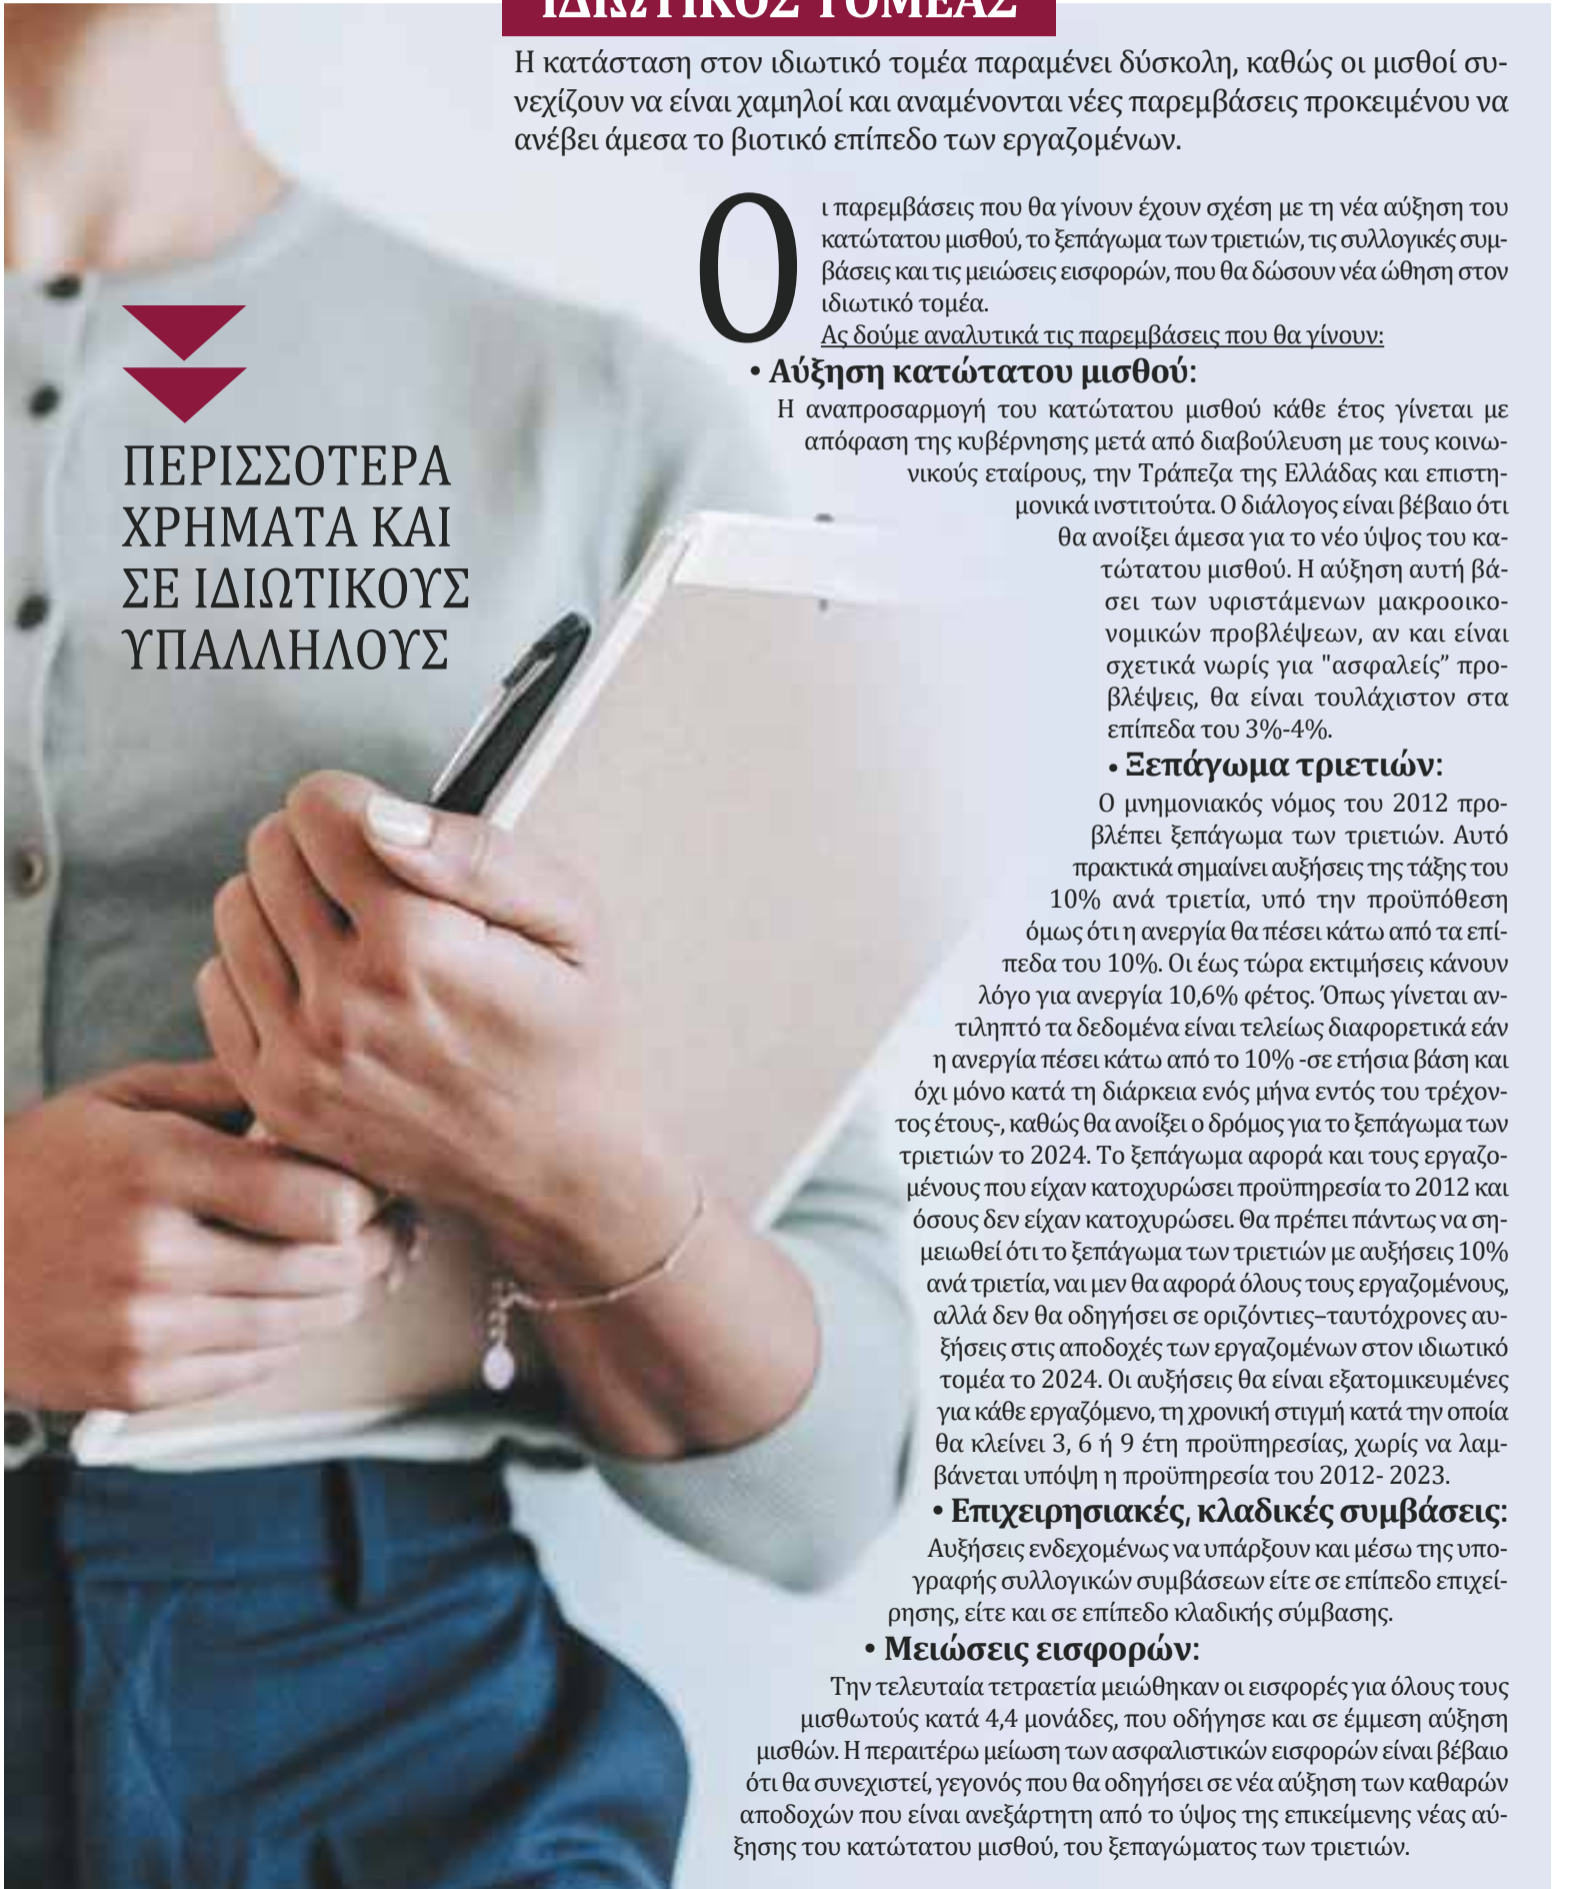 ΙΔΙΩΤΙΚΟΣ ΤΟΜΕΑΣ
Η κατάσταση στον ιδιωτικό τομέα παραμένει δύσκολη, καθώς οι μισθοί συ-
νεχίζουν να είναι χαμηλοί και αναμένονται νέες παρεμβάσεις προκειμένου να
ανέβει άμεσα το βιοτικό επίπεδο των εργαζομένων.
ΠΕΡΙΣΣΟΤΕΡΑ
ΧΡΗΜΑΤΑ ΚΑΙ
ΣΕ ΙΔΙΩΤΙΚΟΥΣ
ΥΠΑΛΛΗΛΟΥΣ
Οι παρεμβάσεις που θα γίνουν έχουν σχέση με τη νέα αύξηση του
κατώτατου μισθού, το ξεπάγωμα των τριετιών, τις συλλογικές συμ-
βάσεις και τις μειώσεις εισφορών, που θα δώσουν νέα ώθηση στον
ιδιωτικό τομέα.
Ας δούμε αναλυτικά τις παρεμβάσεις που θα γίνουν:
• Αύξηση κατώτατου μισθού:
Η αναπροσαρμογή του κατώτατου μισθού κάθε έτος γίνεται με
απόφαση της κυβέρνησης μετά από διαβούλευση με τους κοινω-
νικούς εταίρους, την Τράπεζα της Ελλάδας και επιστη-
μονικά ινστιτούτα. Ο διάλογος είναι βέβαιο ότι
θα ανοίξει άμεσα για το νέο ύψος του κα-
τώτατου μισθού. Η αύξηση αυτή βά-
σει των υφιστάμενων μακροοικο-
νομικών προβλέψεων, αν και είναι
σχετικά νωρίς για "ασφαλείς” προ-
βλέψεις, θα είναι τουλάχιστον στα
επίπεδα του 3%-4%.
• Ξεπάγωμα τριετιών:
Ο μνημονιακός νόμος του 2012 προ-
βλέπει ξεπάγωμα των τριετιών. Αυτό
πρακτικά σημαίνει αυξήσεις της τάξης του
10% ανά τριετία, υπό την προϋπόθεση
όμως ότι η ανεργία θα πέσει κάτω από τα επί-
πεδα του 10%. Οι έως τώρα εκτιμήσεις κάνουν
λόγο για ανεργία 10,6% φέτος. Όπως γίνεται αν-
τιληπτό τα δεδομένα είναι τελείως διαφορετικά εάν
η ανεργία πέσει κάτω από το 10% -σε ετήσια βάση και
όχι μόνο κατά τη διάρκεια ενός μήνα εντός του τρέχον-
τος έτους-, καθώς θα ανοίξει ο δρόμος για το ξεπάγωμα των
τριετιών το 2024. Το ξεπάγωμα αφορά και τους εργαζο-
μένους που είχαν κατοχυρώσει προϋπηρεσία το 2012 και
όσους δεν είχαν κατοχυρώσει. Θα πρέπει πάντως να ση-
μειωθεί ότι το ξεπάγωμα των τριετιών με αυξήσεις 10%
ανά τριετία, ναι μεν θα αφορά όλους τους εργαζομένους,
αλλά δεν θα οδηγήσει σε οριζόντιες–ταυτόχρονες αυ-
ξήσεις στις αποδοχές των εργαζομένων στον ιδιωτικό
τομέα το 2024. Οι αυξήσεις θα είναι εξατομικευμένες
για κάθε εργαζόμενο, τη χρονική στιγμή κατά την οποία
θα κλείνει 3, 6 ή 9 έτη προϋπηρεσίας, χωρίς να λαμ-
βάνεται υπόψη η προϋπηρεσία του 2012- 2023.
• Επιχειρησιακές, κλαδικές συμβάσεις:
Αυξήσεις ενδεχομένως να υπάρξουν και μέσω της υπο-
γραφής συλλογικών συμβάσεων είτε σε επίπεδο επιχεί-
ρησης, είτε και σε επίπεδο κλαδικής σύμβασης.
• Μειώσεις εισφορών:
Την τελευταία τετραετία μειώθηκαν οι εισφορές για όλους τους
μισθωτούς κατά 4,4 μονάδες, που οδήγησε και σε έμμεση αύξηση
μισθών. Η περαιτέρω μείωση των ασφαλιστικών εισφορών είναι βέβαιο
ότι θα συνεχιστεί, γεγονός που θα οδηγήσει σε νέα αύξηση των καθαρών
αποδοχών που είναι ανεξάρτητη από το ύψος της επικείμενης νέας αύ-
ξησης του κατώτατου μισθού, του ξεπαγώματος των τριετιών.